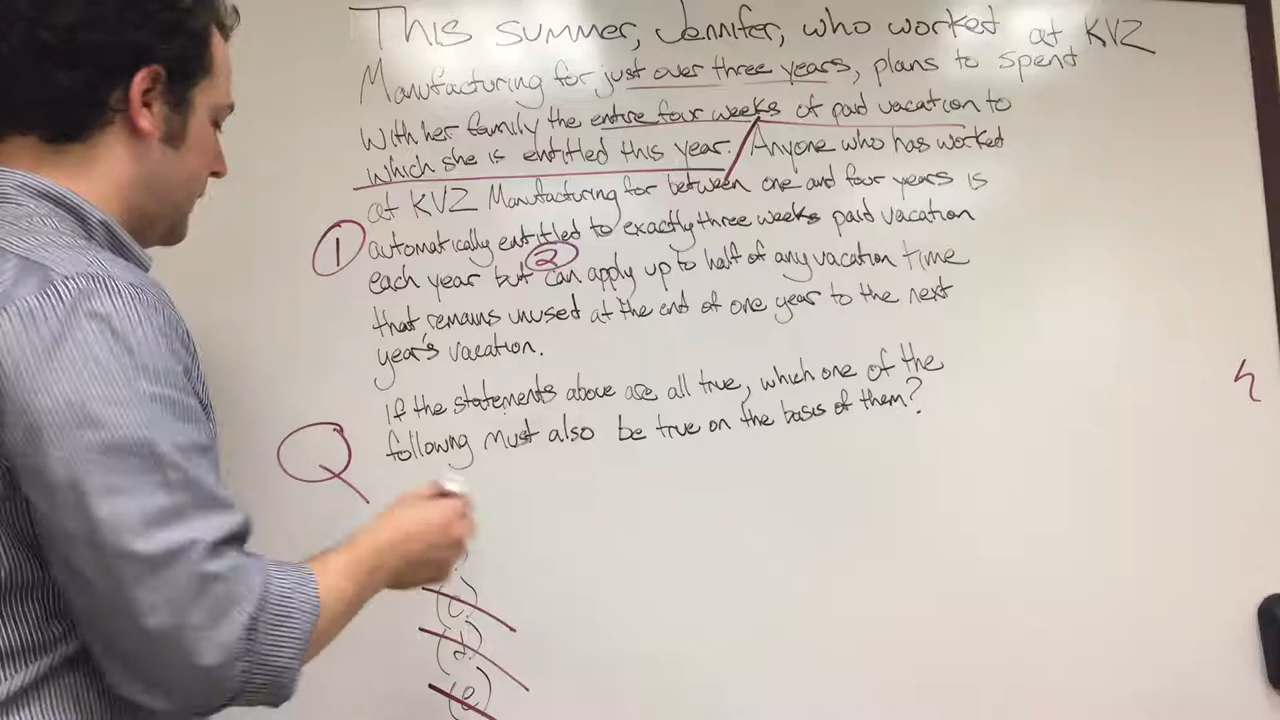 This summer, Jennifer, who worked at KVZ
Manufacturing for just over three years, plans to spend
with her family the entire four weeks of paid vacation to
which she is entitled this year. Anyone who has worked
at KVZ Manufacturing for between one and four years is
1 automatically entitled to exactly three weeks paid vacation
2
each year but can apply up to half of any vacation time
that remains unused at the end of one year to the next
year's vacation.
If the statements above are all true, which one of the
following must also be true on the basis of them?
Q
(c)
(d)
(e)